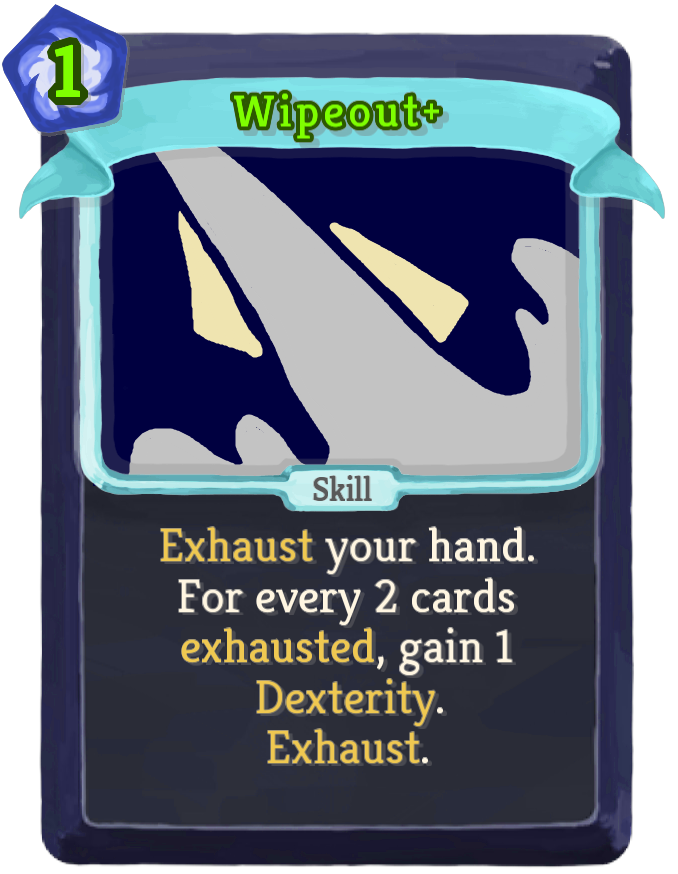 1
Wipeout+
Skill
Exhaust your hand.
For every 2 cards
exhausted, gain 1
Dexterity.
Exhaust.